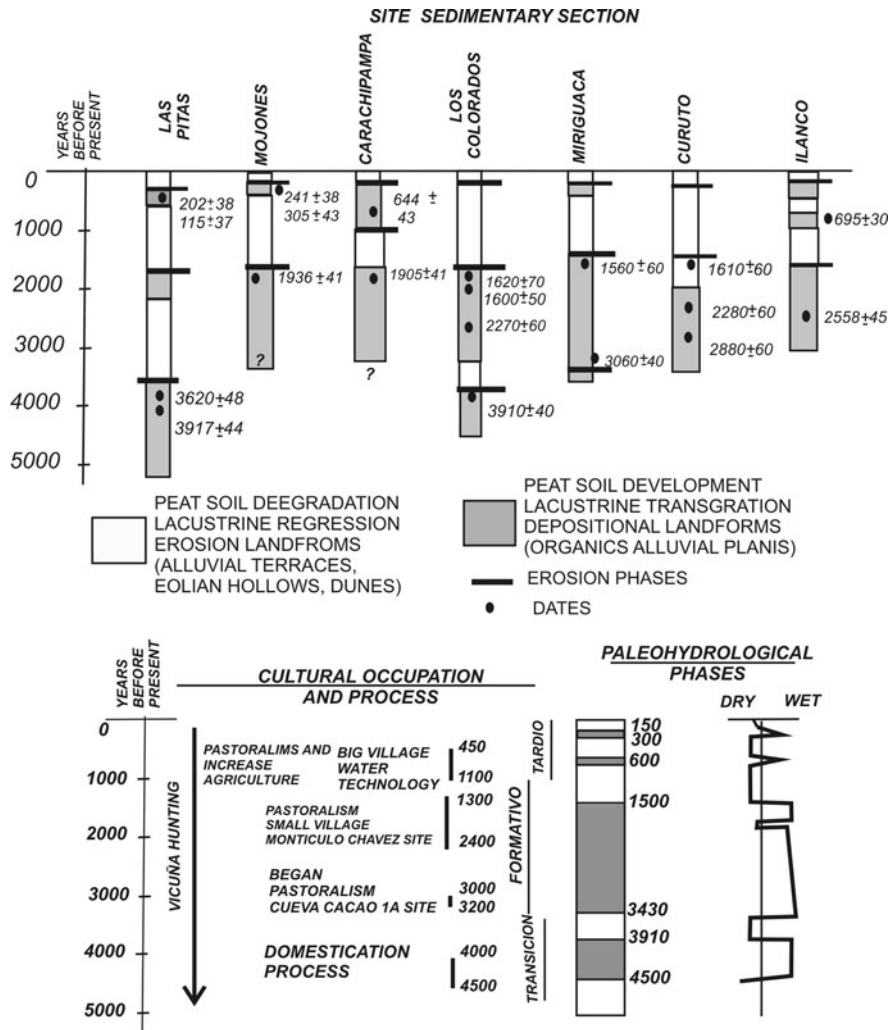 SITE SEDIMENTARY SECTION
YEARS
BEFORE
PRESENT
LAS
PITAS
MOJONES
CARACHIPAMPA
LOS
COLORADOS
MIRIGUACA
CURUTO
ILANCO
0
1000
2000
3000
4000
5000
202±38
115±37
3620±48
3917±44
241±38
305±43
1936±41
?
644 ±
43
1905±41
?
1620±70
1600±50
2270±60
3910±40
1560±60
3060±40
1610±60
2280±60
2880±60
695±30
2558±45
PEAT SOIL DEEGRADATION
LACUSTRINE REGRESSION
EROSION LANDFROMS
(ALLUVIAL TERRACES,
EOLIAN HOLLOWS, DUNES)
PEAT SOIL DEVELOPMENT
LACUSTRINE TRANSGRATION
DEPOSITIONAL LANDFORMS
(ORGANICS ALLUVIAL PLANIS)
EROSION PHASES
DATES
YEARS
BEFORE
PRESENT
CULTURAL OCCUPATION
AND PROCESS
PALEOHYDROLOGICAL
PHASES
DRY WET
0
1000
2000
3000
4000
5000
VICUÑA HUNTING
PASTORALIMS AND
INCREASE
AGRICULTURE
BIG VILLAGE
WATER
TECHNOLOGY
450
1100
PASTORALISM
SMALL VILLAGE
MONTICULO CHAVEZ SITE
1300
2400
BEGAN
PASTORALISM
CUEVA CACAO 1A SITE
3000
3200
DOMESTICATION
PROCESS
4000
4500
TARDIO
FORMATIVO
TRANSICION
150
300
600
1500
3430
3910
4500